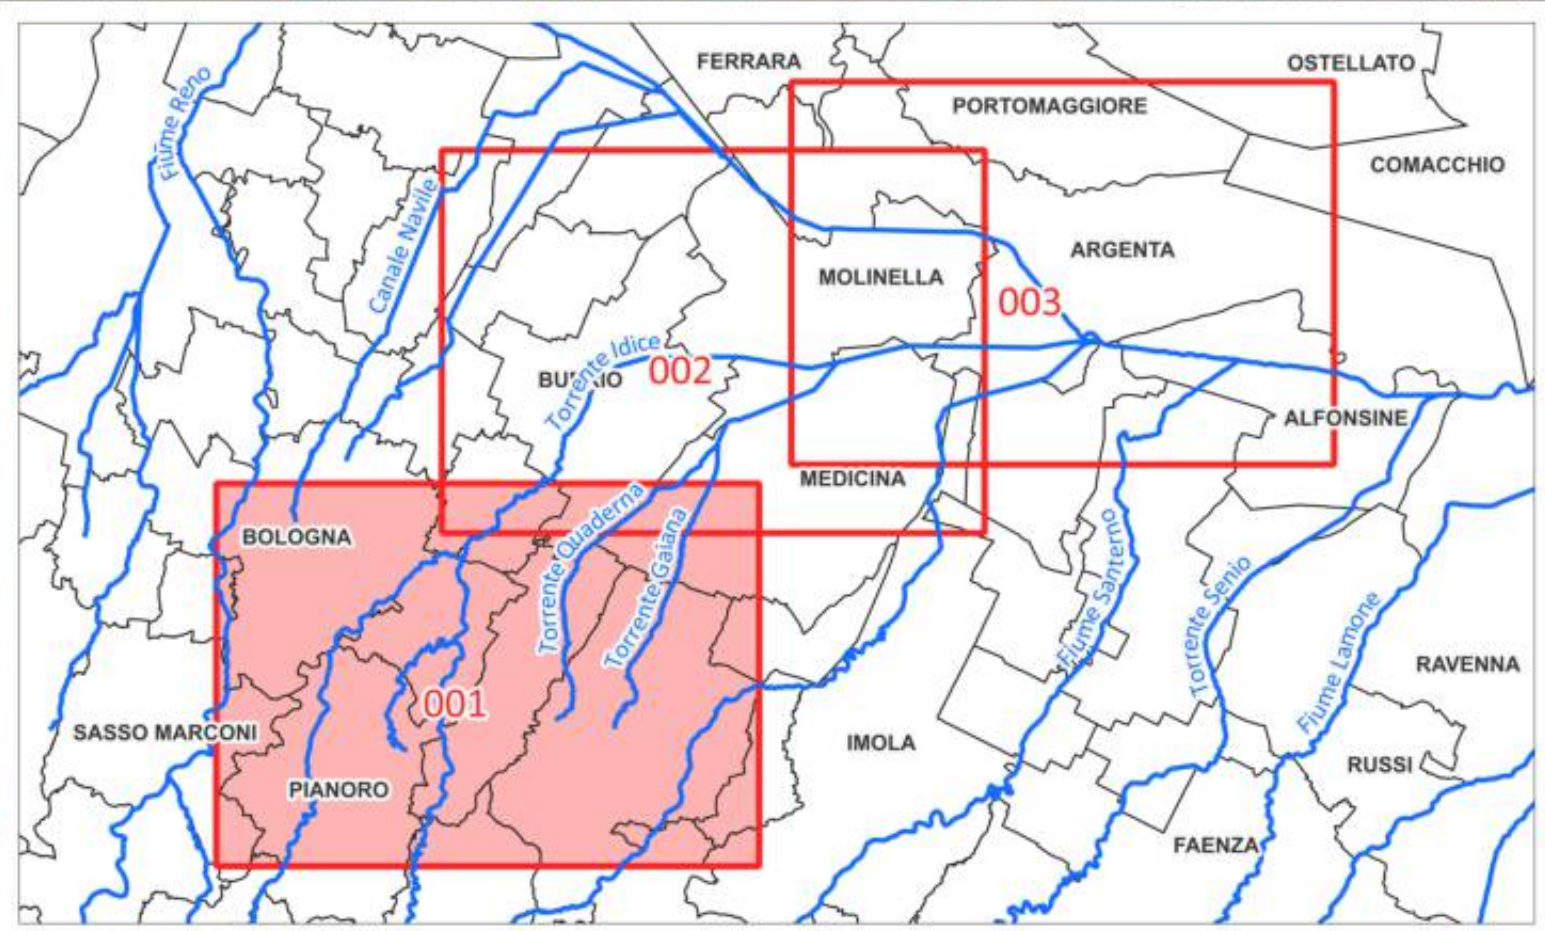 FERRARA
OSTELLATO
PORTOMAGGIORE
Fiume Reno
COMACCHIO
Canale Navile
ARGENTA
MOLINELLA
003
Torrente Idice
002
ALFONSINE
MEDICINA
BOLOGNA
Torrente Quaderna
Torrente Gaiana
Fiume Santerno
Torrente Senio
Fiume Lamone
RAVENNA
001
SASSO MARCONI
IMOLA
RUSSI
PIANORO
FAENZA